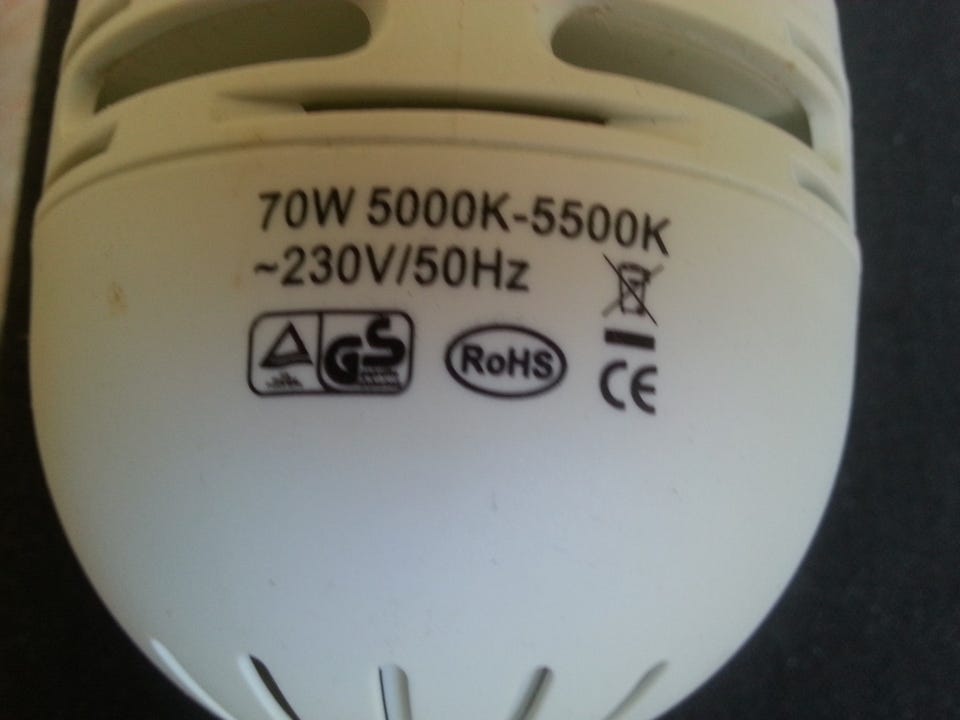 70W 5000K-5500K
~230V/50Hz
GS
RoHS
CE